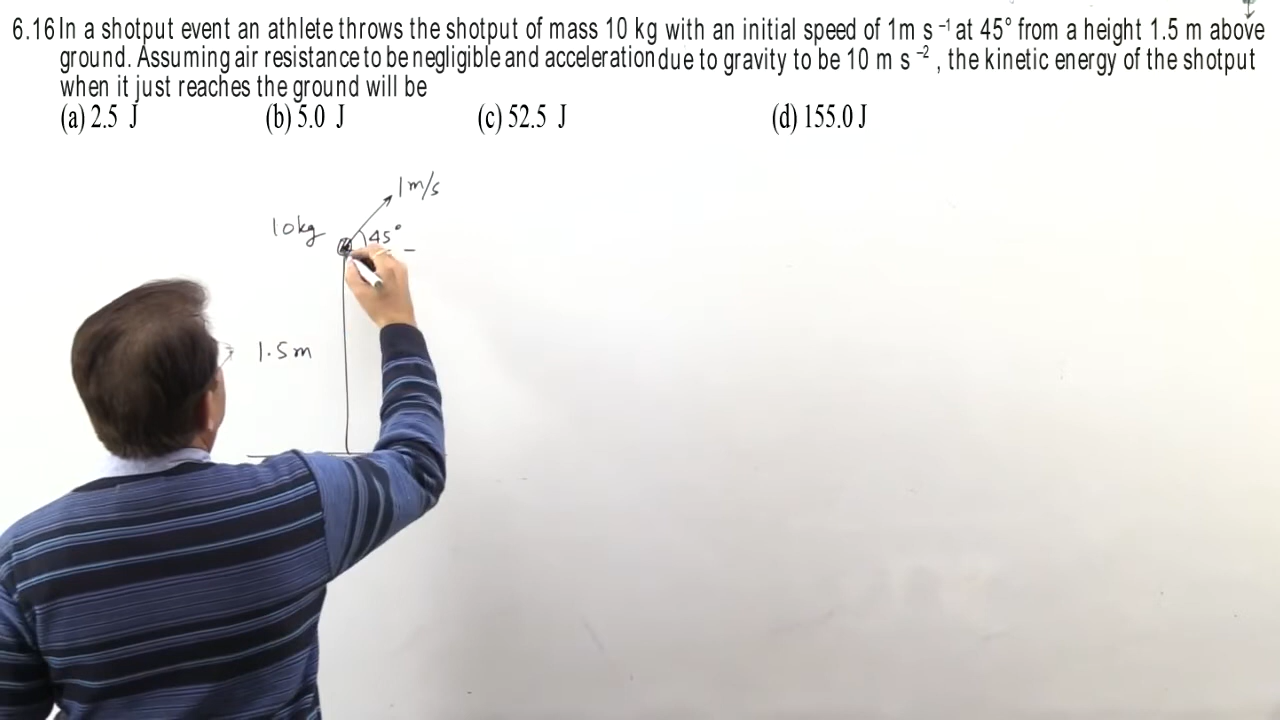 6.16 In a shotput event an athlete throws the shotput of mass 10 kg with an initial speed of 1m s⁻¹ at 45° from a height 1.5 m above
ground. Assuming air resistance to be negligible and acceleration due to gravity to be 10 m s⁻², the kinetic energy of the shotput
when it just reaches the ground will be
(a) 2.5 J (b) 5.0 J (c) 52.5 J (d) 155.0 J
1 m/s
10kg
45°
1.5m